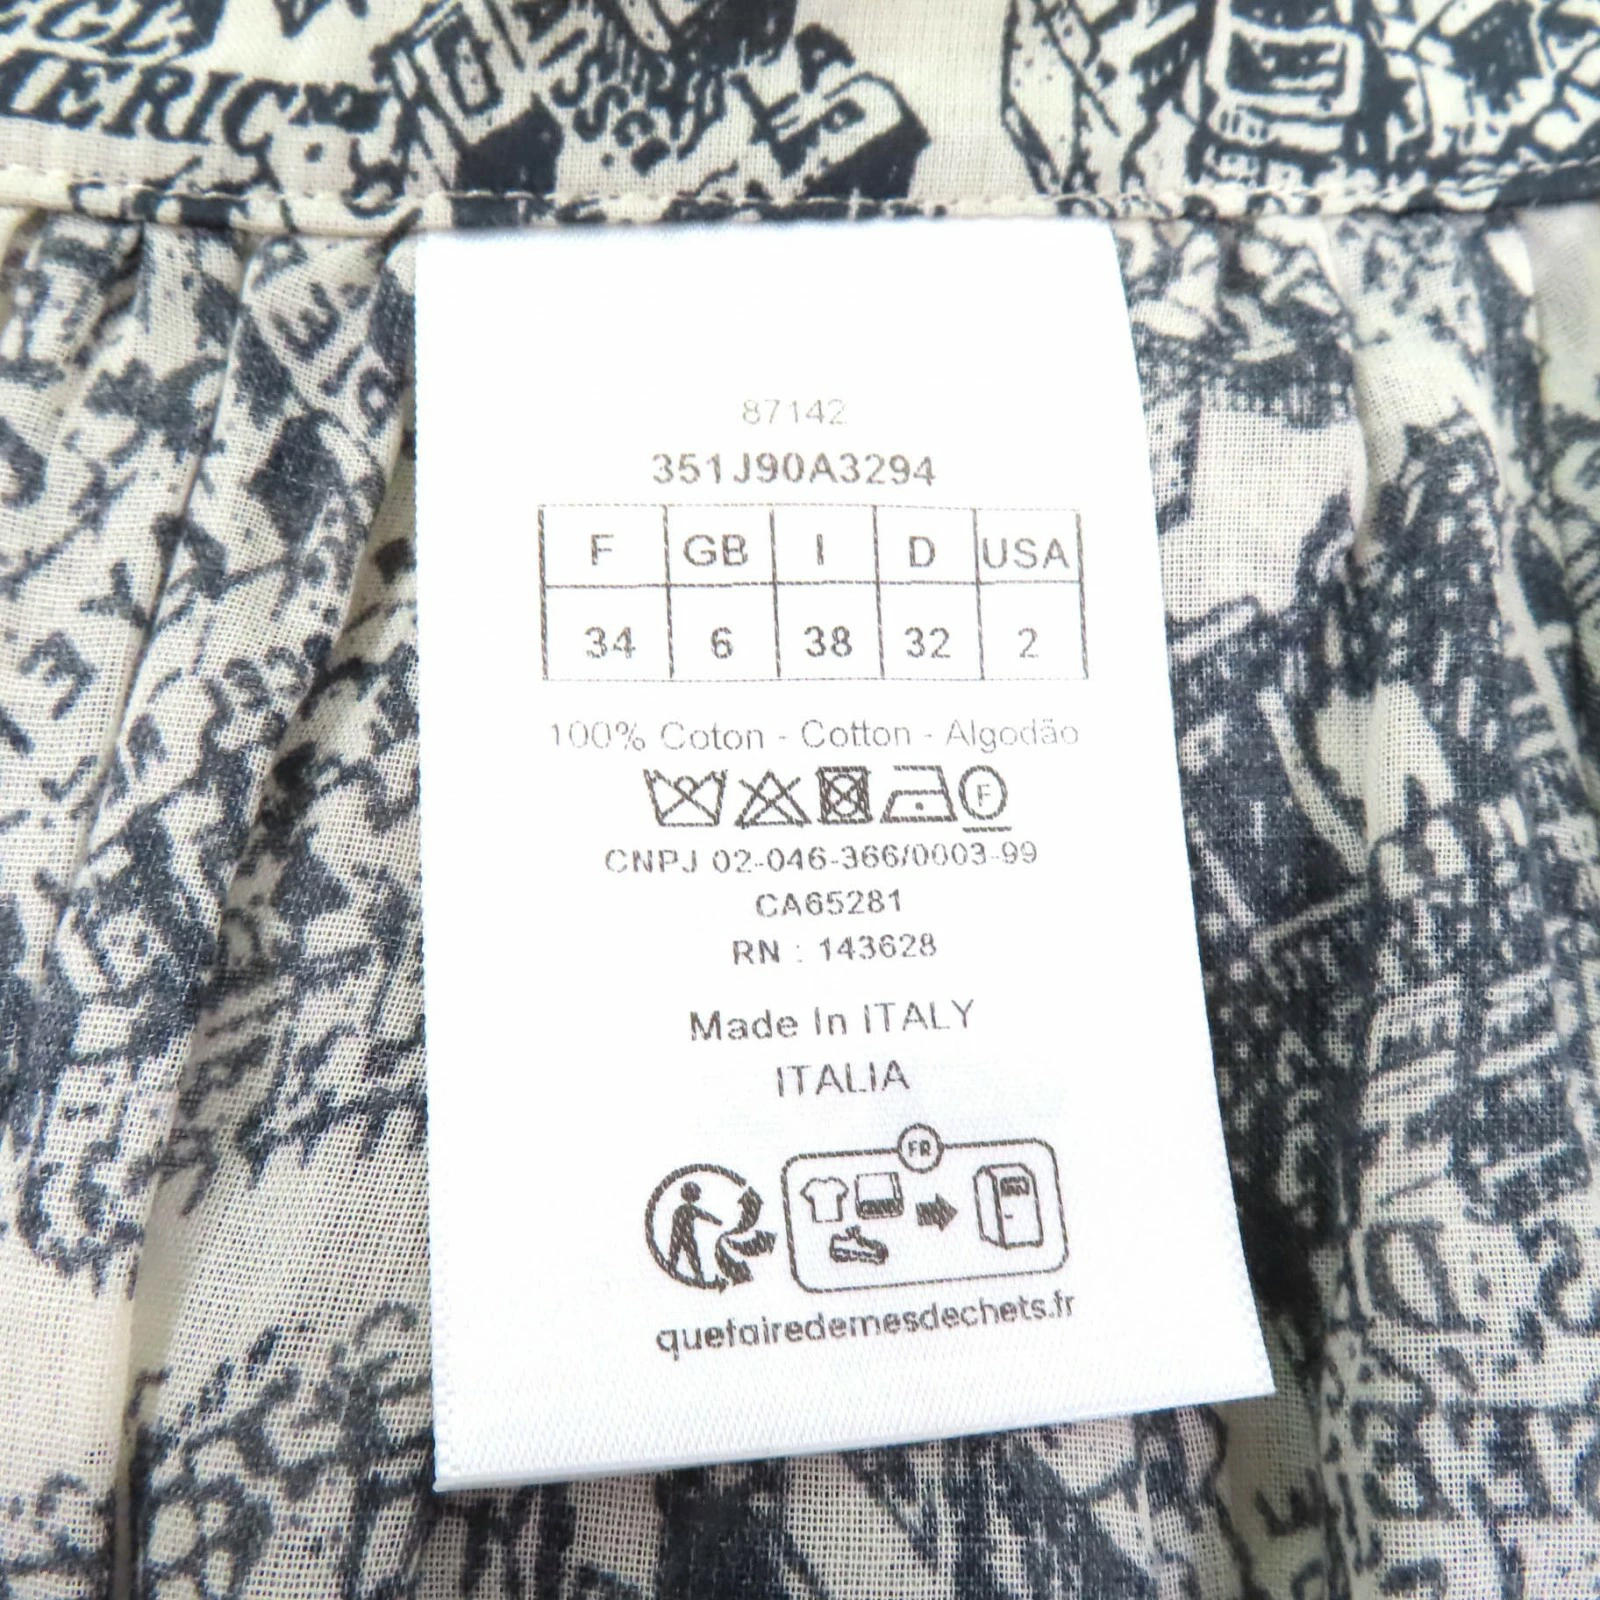 MERIC
87142
351J90A3294
F GB I D USA
34 6 38 32 2
100% Coton - Cotton - Algodão
F
CNPJ 02-046-366/0003-99
CA65281
RN : 143628
Made In ITALY
ITALIA
FR
quefairedemesdechets.fr